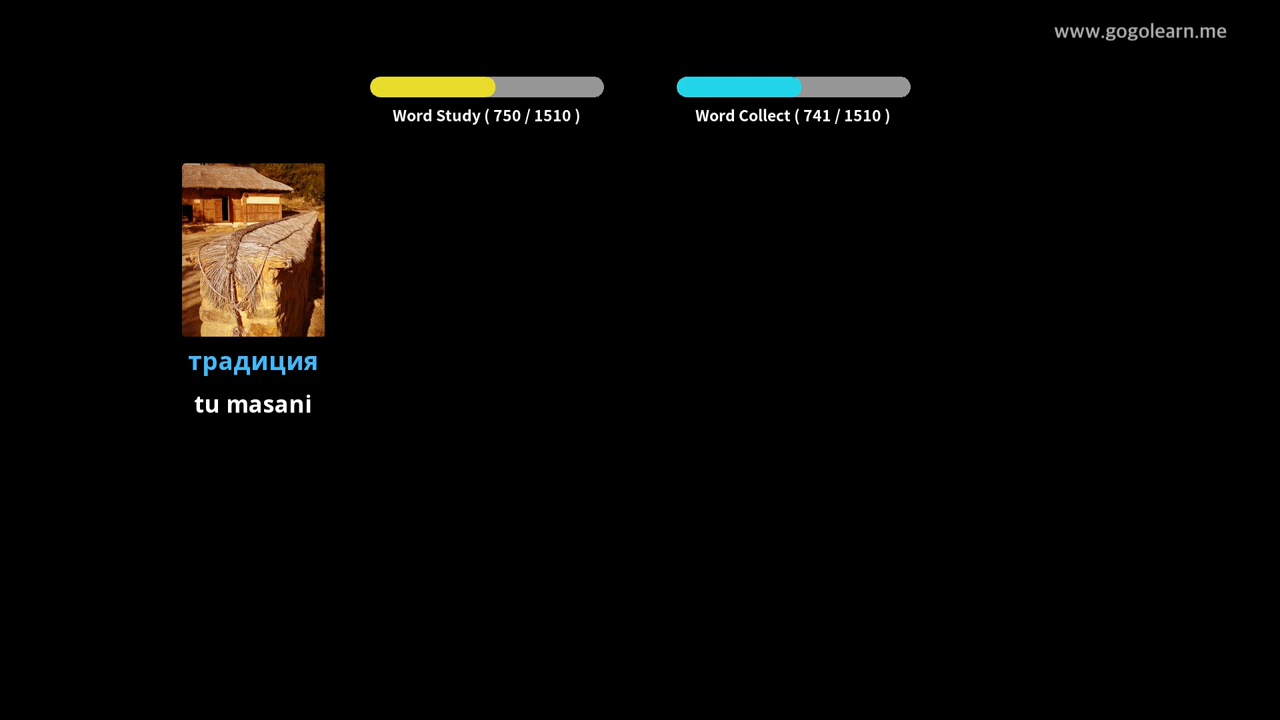 www.gogolearn.me
Word Study ( 750 / 1510 )
Word Collect ( 741 / 1510 )
традиция
tu masani